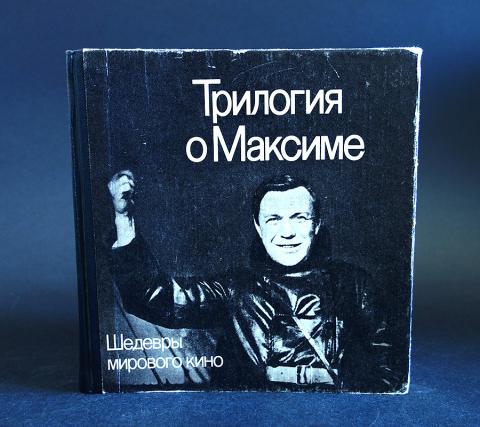 Трилогия
о Максиме
Шедевры
мирового кино